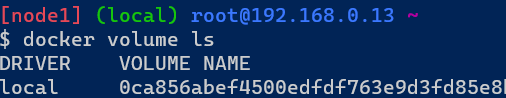 [node1] (local) root@192.168.0.13 ~
$ docker volume ls
DRIVER    VOLUME NAME
local     0ca856abef4500edfdf763e9d3fd85e8